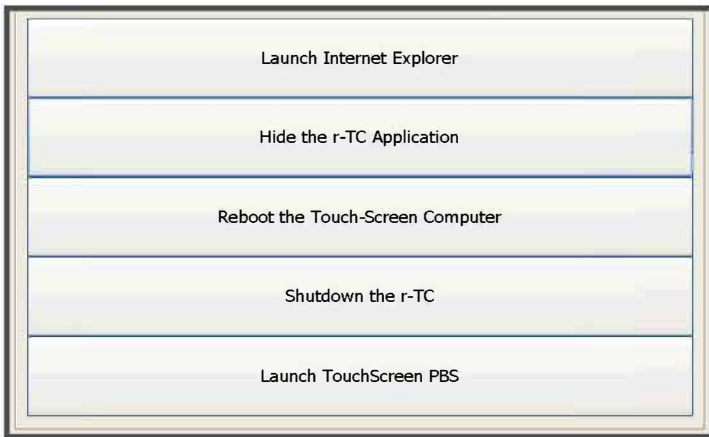 Launch Internet Explorer
Hide the r-TC Application
Reboot the Touch-Screen Computer
Shutdown the r-TC
Launch TouchScreen PBS